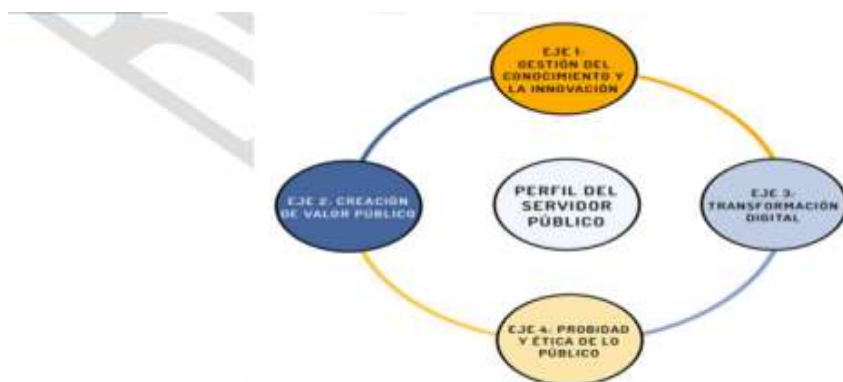 EJE 1:
GESTIÓN DEL
CONOCIMIENTO Y
LA INNOVACIÓN
EJE 2: CREACIÓN
DE VALOR PÚBLICO
PERFIL DEL
SERVIDOR
PÚBLICO
EJE 3:
TRANSFORMACIÓN
DIGITAL
EJE 4: PROBIDAD
Y ÉTICA DE LO
PÚBLICO